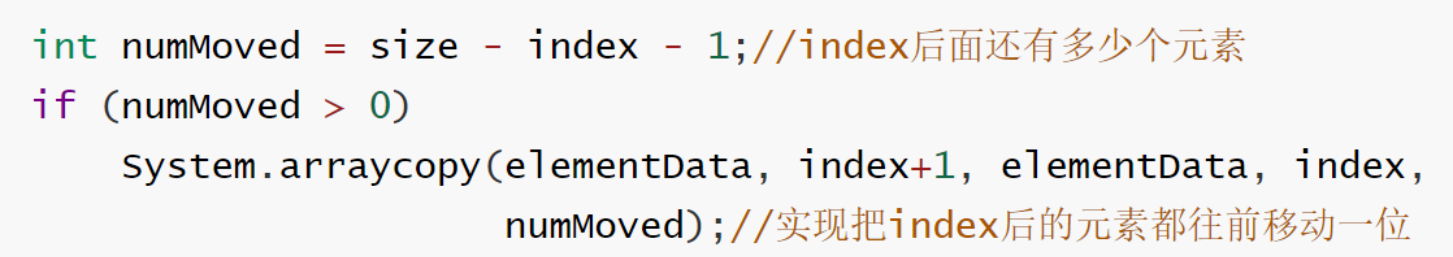 int numMoved = size - index - 1;//index后面还有多少个元素
if (numMoved > 0)
    System.arraycopy(elementData, index+1, elementData, index,
                     numMoved);//实现把index后的元素都往前移动一位